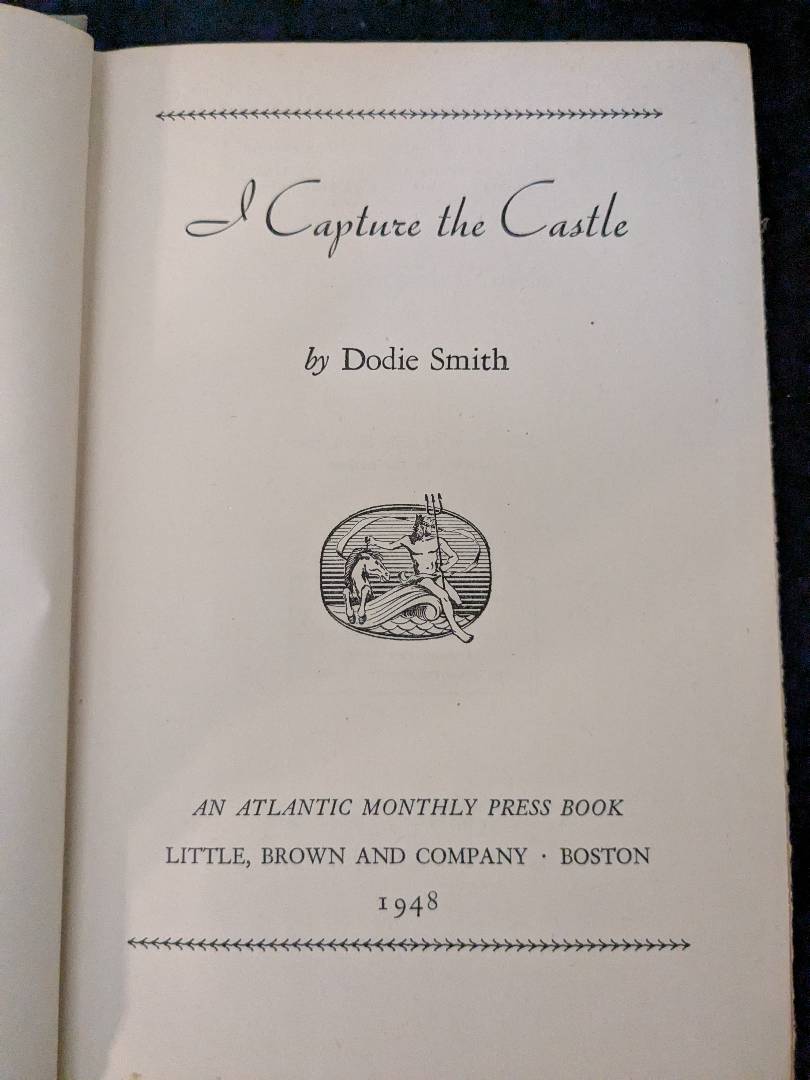 I Capture the Castle
by Dodie Smith
AN ATLANTIC MONTHLY PRESS BOOK
LITTLE, BROWN AND COMPANY · BOSTON
1948